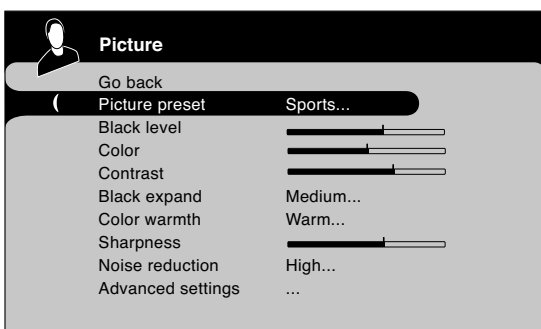 Picture
Go back
Picture preset Sports...
Black level
Color
Contrast
Black expand Medium...
Color warmth Warm...
Sharpness
Noise reduction High...
Advanced settings ...